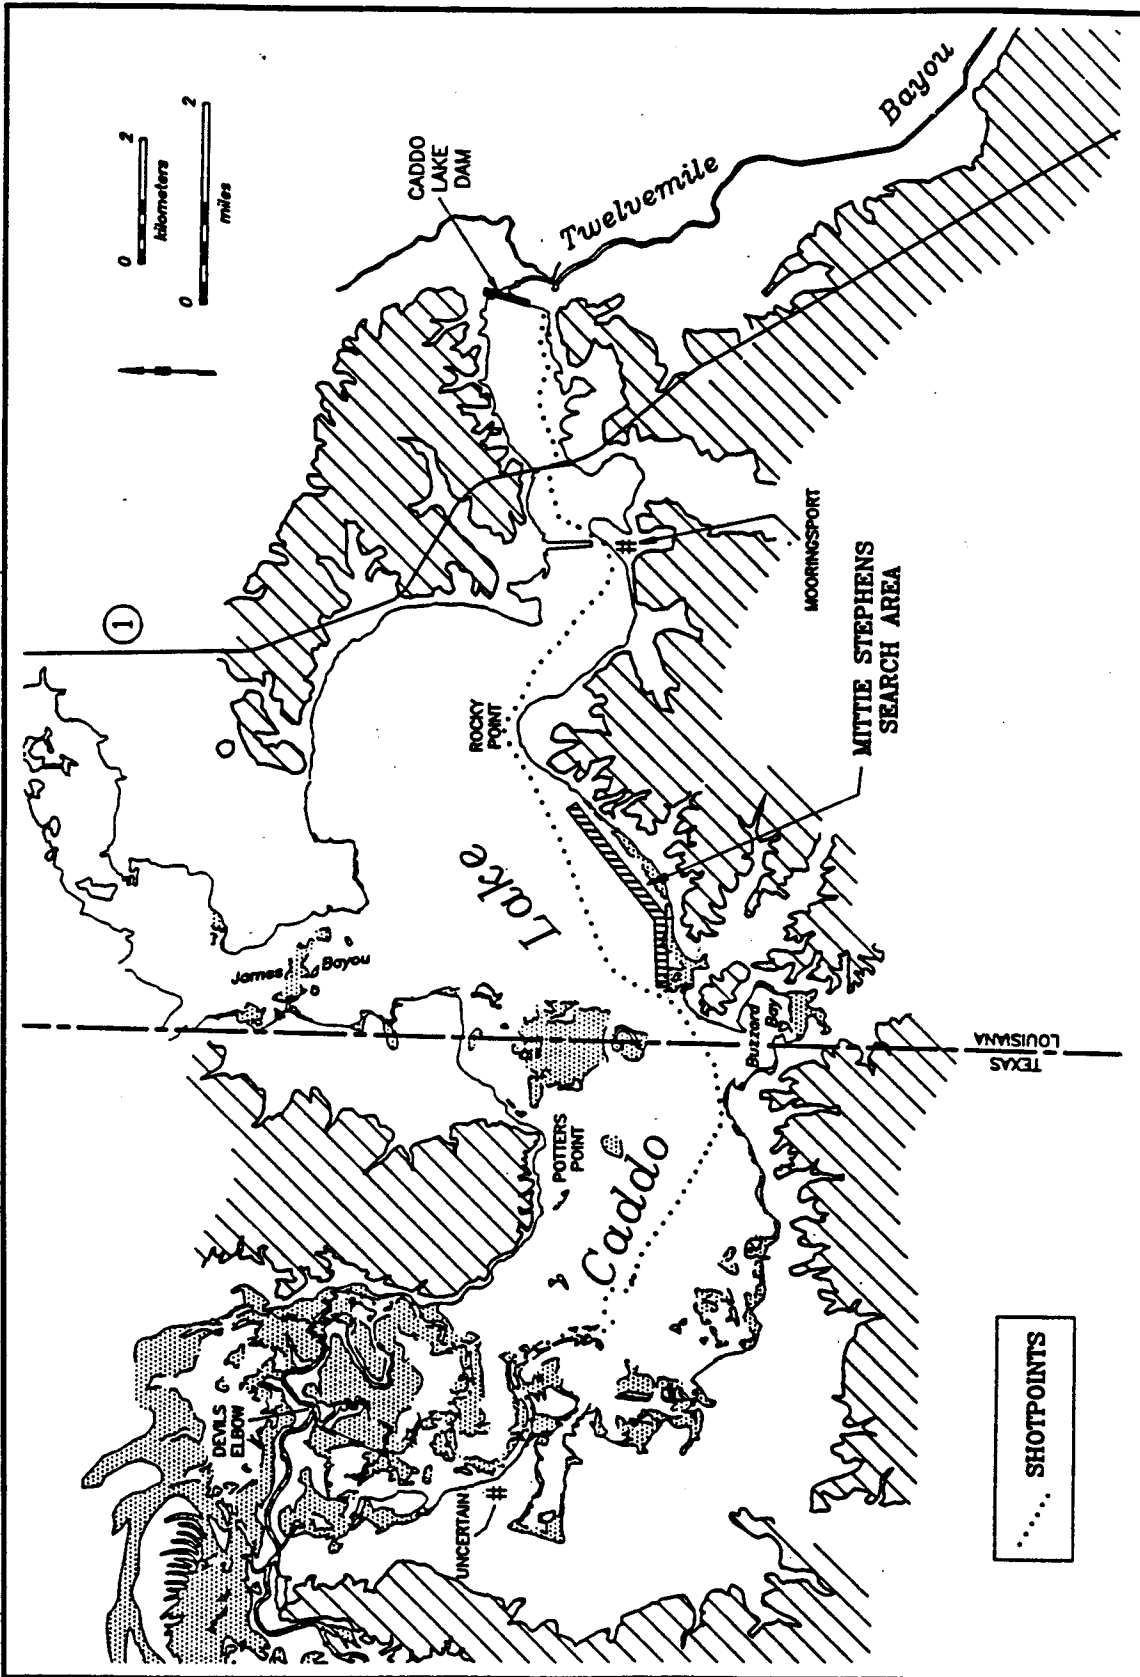 0 2
kilometers
0 2
miles
1
CADDO
LAKE
DAM
Twelvemile
Bayou
ROCKY
POINT
MOORINGSPORT
MITTIE STEPHENS
SEARCH AREA
James
Bayou
Caddo Lake
Buzzard
Bay
TEXAS
LOUISIANA
POTTERS
POINT
DEVILS
ELBOW
UNCERTAIN
#
#
SHOTPOINTS